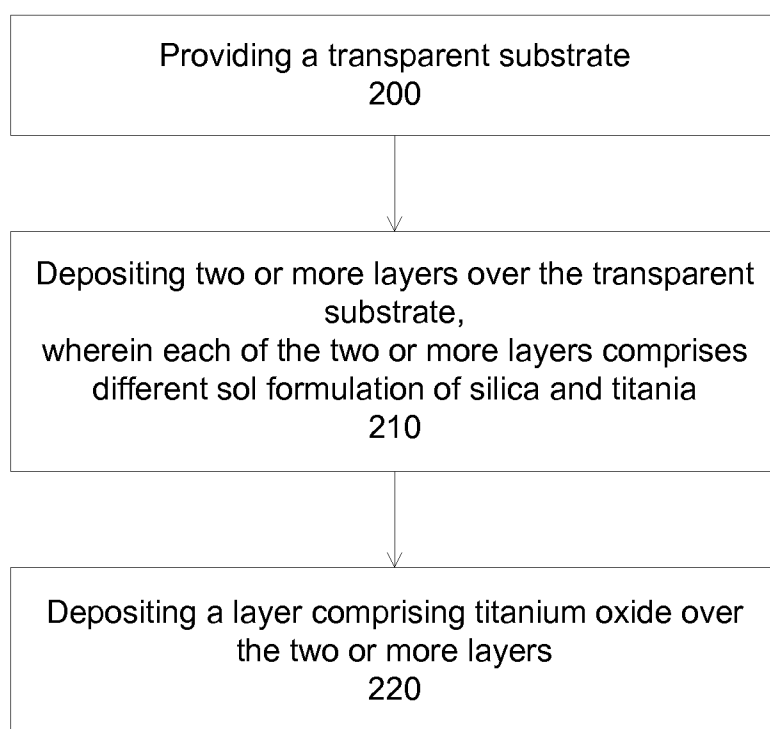 Providing a transparent substrate
200
Depositing two or more layers over the transparent
substrate,
wherein each of the two or more layers comprises
different sol formulation of silica and titania
210
Depositing a layer comprising titanium oxide over
the two or more layers
220